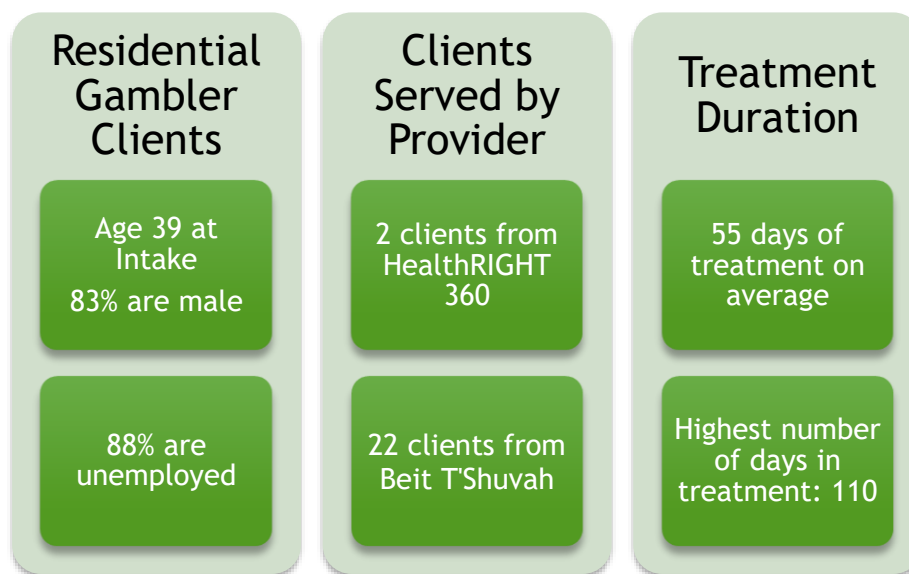 Residential
Gambler
Clients
Age 39 at
Intake
83% are male
88% are
unemployed
Clients
Served by
Provider
2 clients from
HealthRIGHT
360
22 clients from
Beit T'Shuvah
Treatment
Duration
55 days of
treatment on
average
Highest number
of days in
treatment: 110